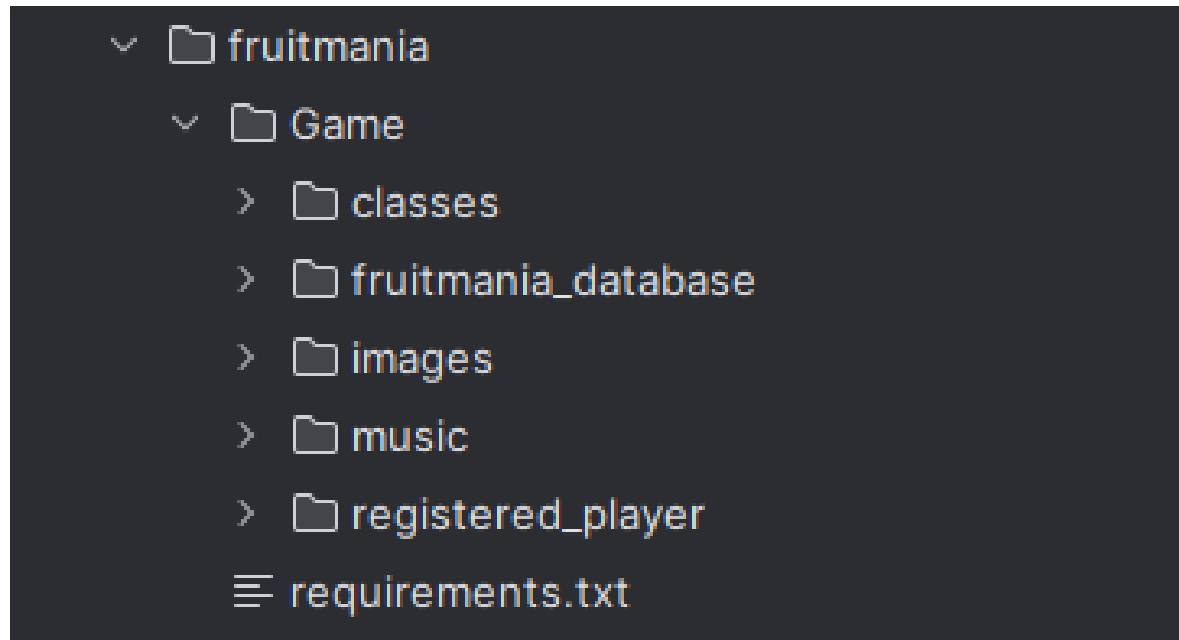 fruitmania
Game
classes
fruitmania_database
images
music
registered_player
requirements.txt